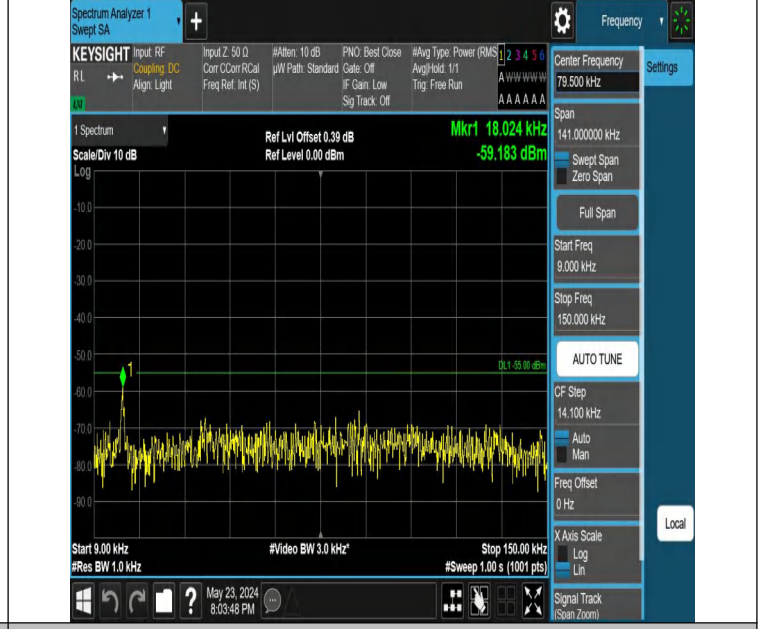 Spectrum Analyzer 1
Swept SA
+
Frequency
KEYSIGHT
RL
LXI
Input: RF
Coupling: DC
Align: Light
Input Z: 50 Ω
Corr CCorr RCal
Freq Ref: Int (S)
#Atten: 10 dB
µW Path: Standard
PNO: Best Close
Gate: Off
IF Gain: Low
Sig Track: Off
#Avg Type: Power (RMS
Avg|Hold: 1/1
Trig: Free Run
1 2 3 4 5 6
A W W W W W
A A A A A A
1 Spectrum
Scale/Div 10 dB
Log
Ref Lvl Offset 0.39 dB
Ref Level 0.00 dBm
Mkr1 18.024 kHz
-59.183 dBm
-10.0
-20.0
-30.0
-40.0
-50.0
-60.0
-70.0
-80.0
-90.0
1
DL1 -55.00 dBm
Start 9.00 kHz
#Res BW 1.0 kHz
#Video BW 3.0 kHz*
Stop 150.00 kHz
#Sweep 1.00 s (1001 pts)
Center Frequency
79.500 kHz
Settings
Span
141.000000 kHz
Swept Span
Zero Span
Full Span
Start Freq
9.000 kHz
Stop Freq
150.000 kHz
AUTO TUNE
CF Step
14.100 kHz
Auto
Man
Freq Offset
0 Hz
X Axis Scale
Log
Lin
Signal Track
(Span Zoom)
Local
?
May 23, 2024
8:03:48 PM